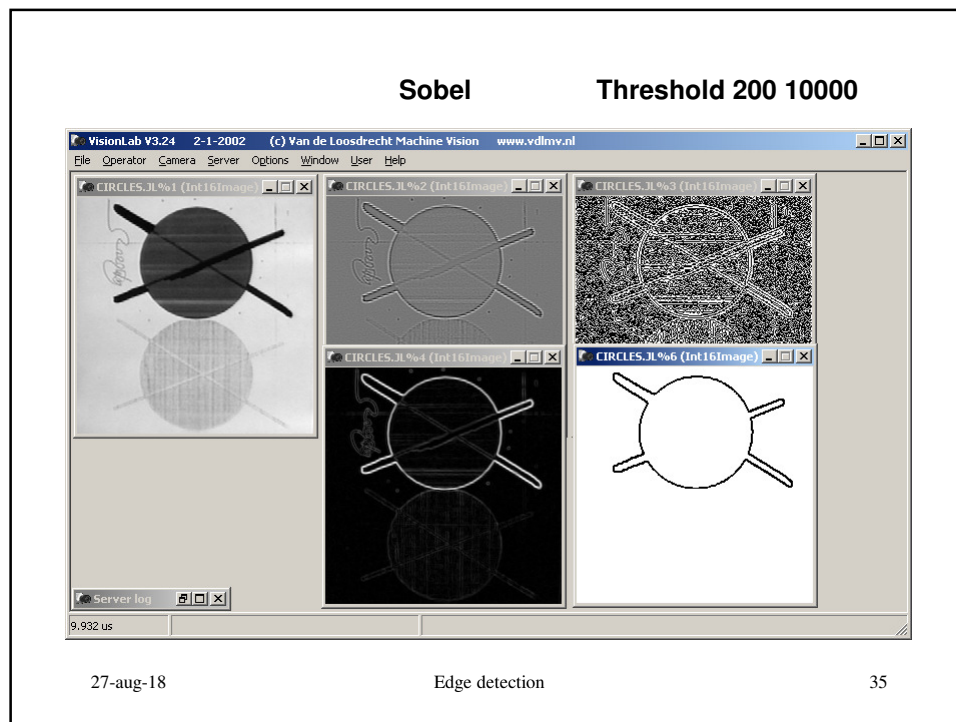 Sobel Threshold 200 10000
VisionLab V3.24 2-1-2002 (c) Van de Loosdrecht Machine Vision www.vdlmv.nl
File Operator Camera Server Options Window User Help
CIRCLES.JL%1 (Int16Image) CIRCLES.JL%2 (Int16Image) CIRCLES.JL%3 (Int16Image)
CIRCLES.JL%4 (Int16Image) CIRCLES.JL%6 (Int16Image)
Server log
9.932 us
27-aug-18 Edge detection 35